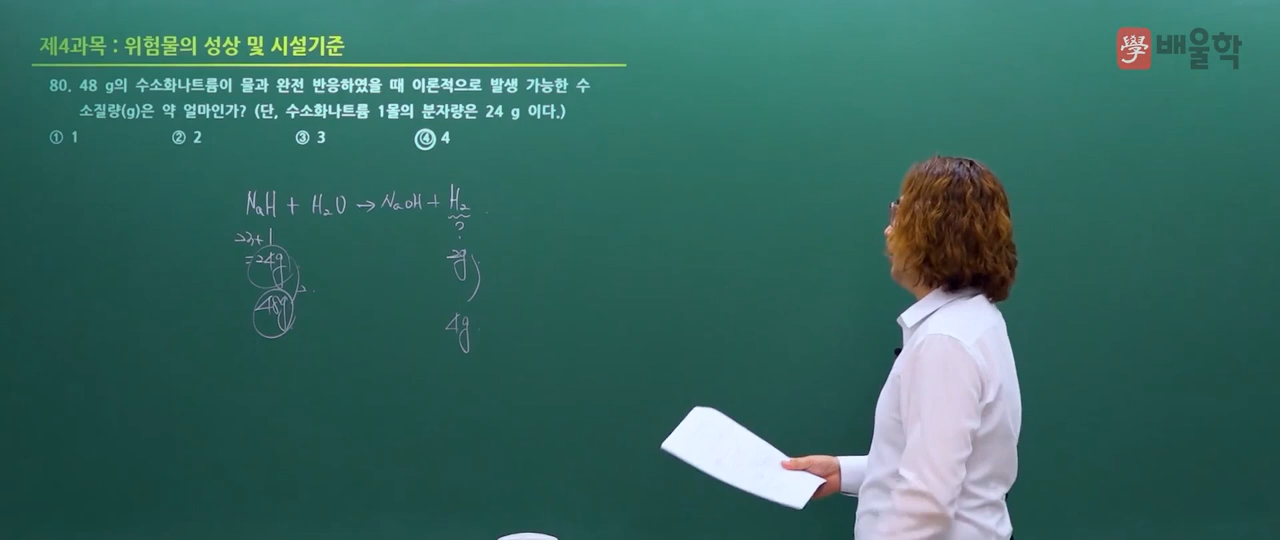 제4과목 : 위험물의 성상 및 시설기준
學 배울학
80. 48 g의 수소화나트륨이 물과 완전 반응하였을 때 이론적으로 발생 가능한 수
소질량(g)은 약 얼마인가? (단, 수소화나트륨 1몰의 분자량은 24 g 이다.)
① 1 ② 2 ③ 3 ④ 4
NaH + H2O → NaOH + H2
?
23+1
=24g 2g
2
48g 4g